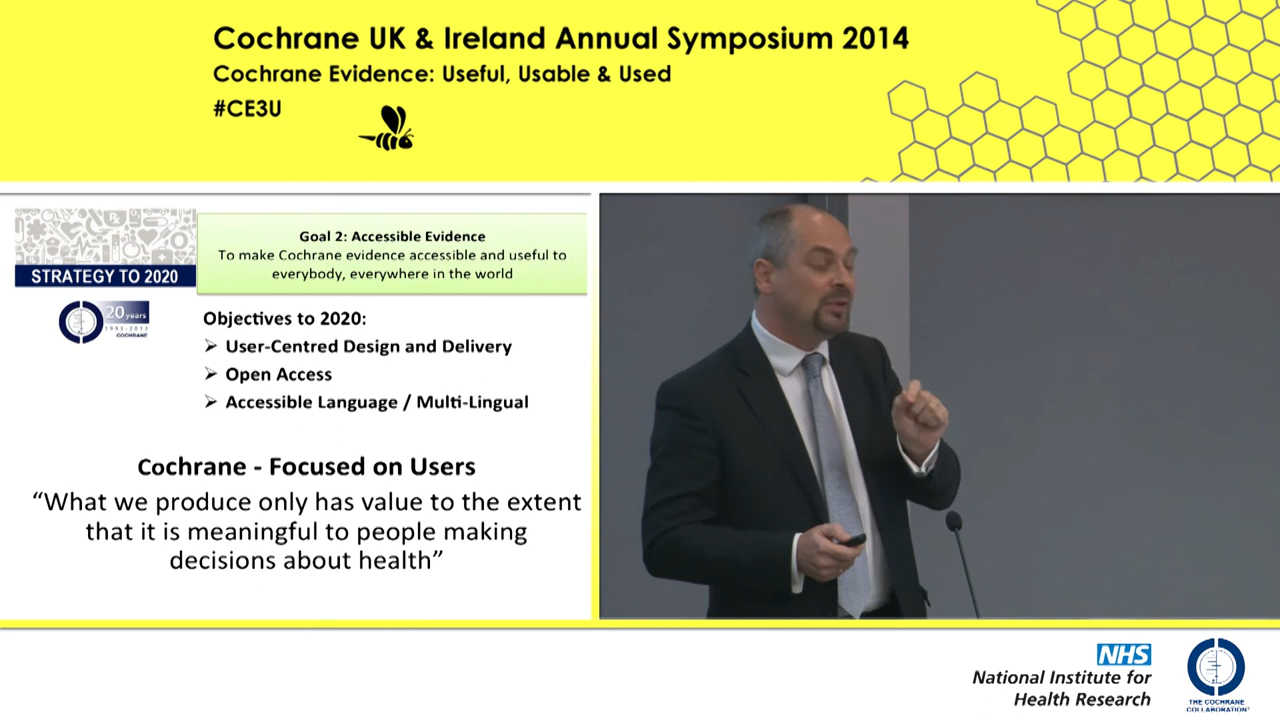 Cochrane UK & Ireland Annual Symposium 2014
Cochrane Evidence: Useful, Usable & Used
#CE3U
STRATEGY TO 2020
20 years
1993-2013
COCHRANE
Goal 2: Accessible Evidence
To make Cochrane evidence accessible and useful to
everybody, everywhere in the world
Objectives to 2020:
➢ User-Centred Design and Delivery
➢ Open Access
➢ Accessible Language / Multi-Lingual
Cochrane - Focused on Users
“What we produce only has value to the extent
that it is meaningful to people making
decisions about health”
NHS
National Institute for
Health Research
THE COCHRANE
COLLABORATION®